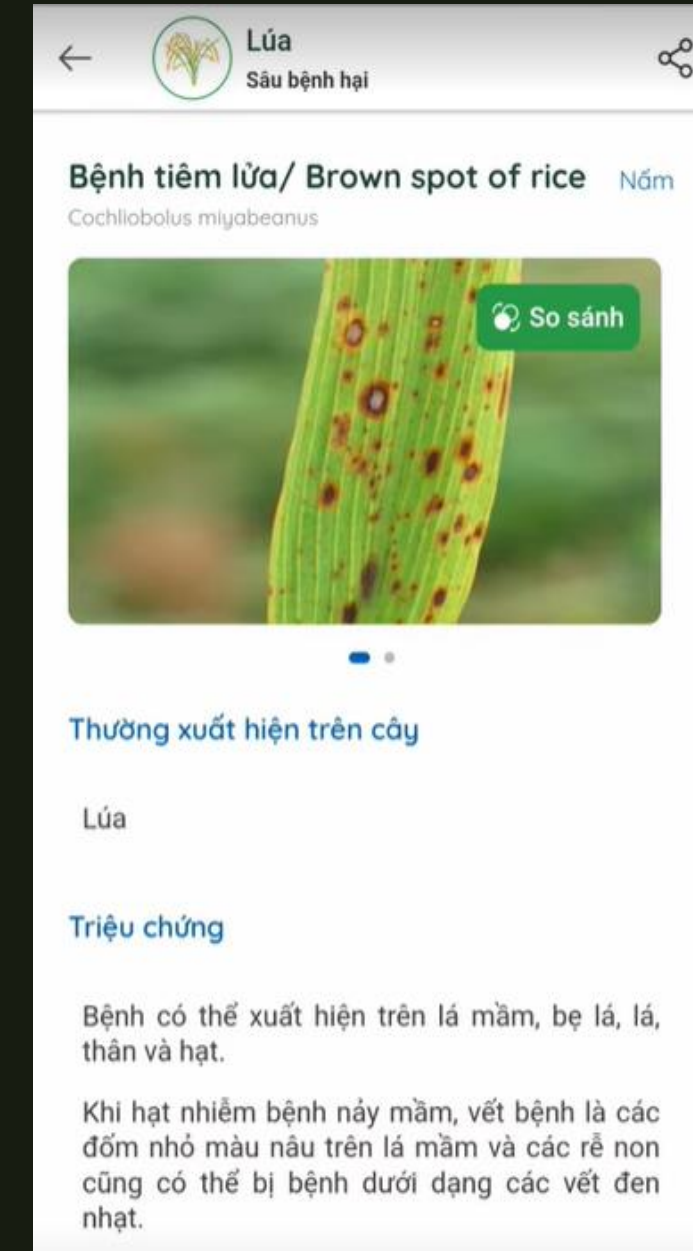 Lúa
Sâu bệnh hại
Bệnh tiêm lửa/ Brown spot of rice Nấm
Cochliobolus miyabeanus
So sánh
Thường xuất hiện trên cây
Lúa
Triệu chứng
Bệnh có thể xuất hiện trên lá mầm, bẹ lá, lá,
thân và hạt.
Khi hạt nhiễm bệnh nảy mầm, vết bệnh là các
đốm nhỏ màu nâu trên lá mầm và các rễ non
cũng có thể bị bệnh dưới dạng các vết đen
nhạt.